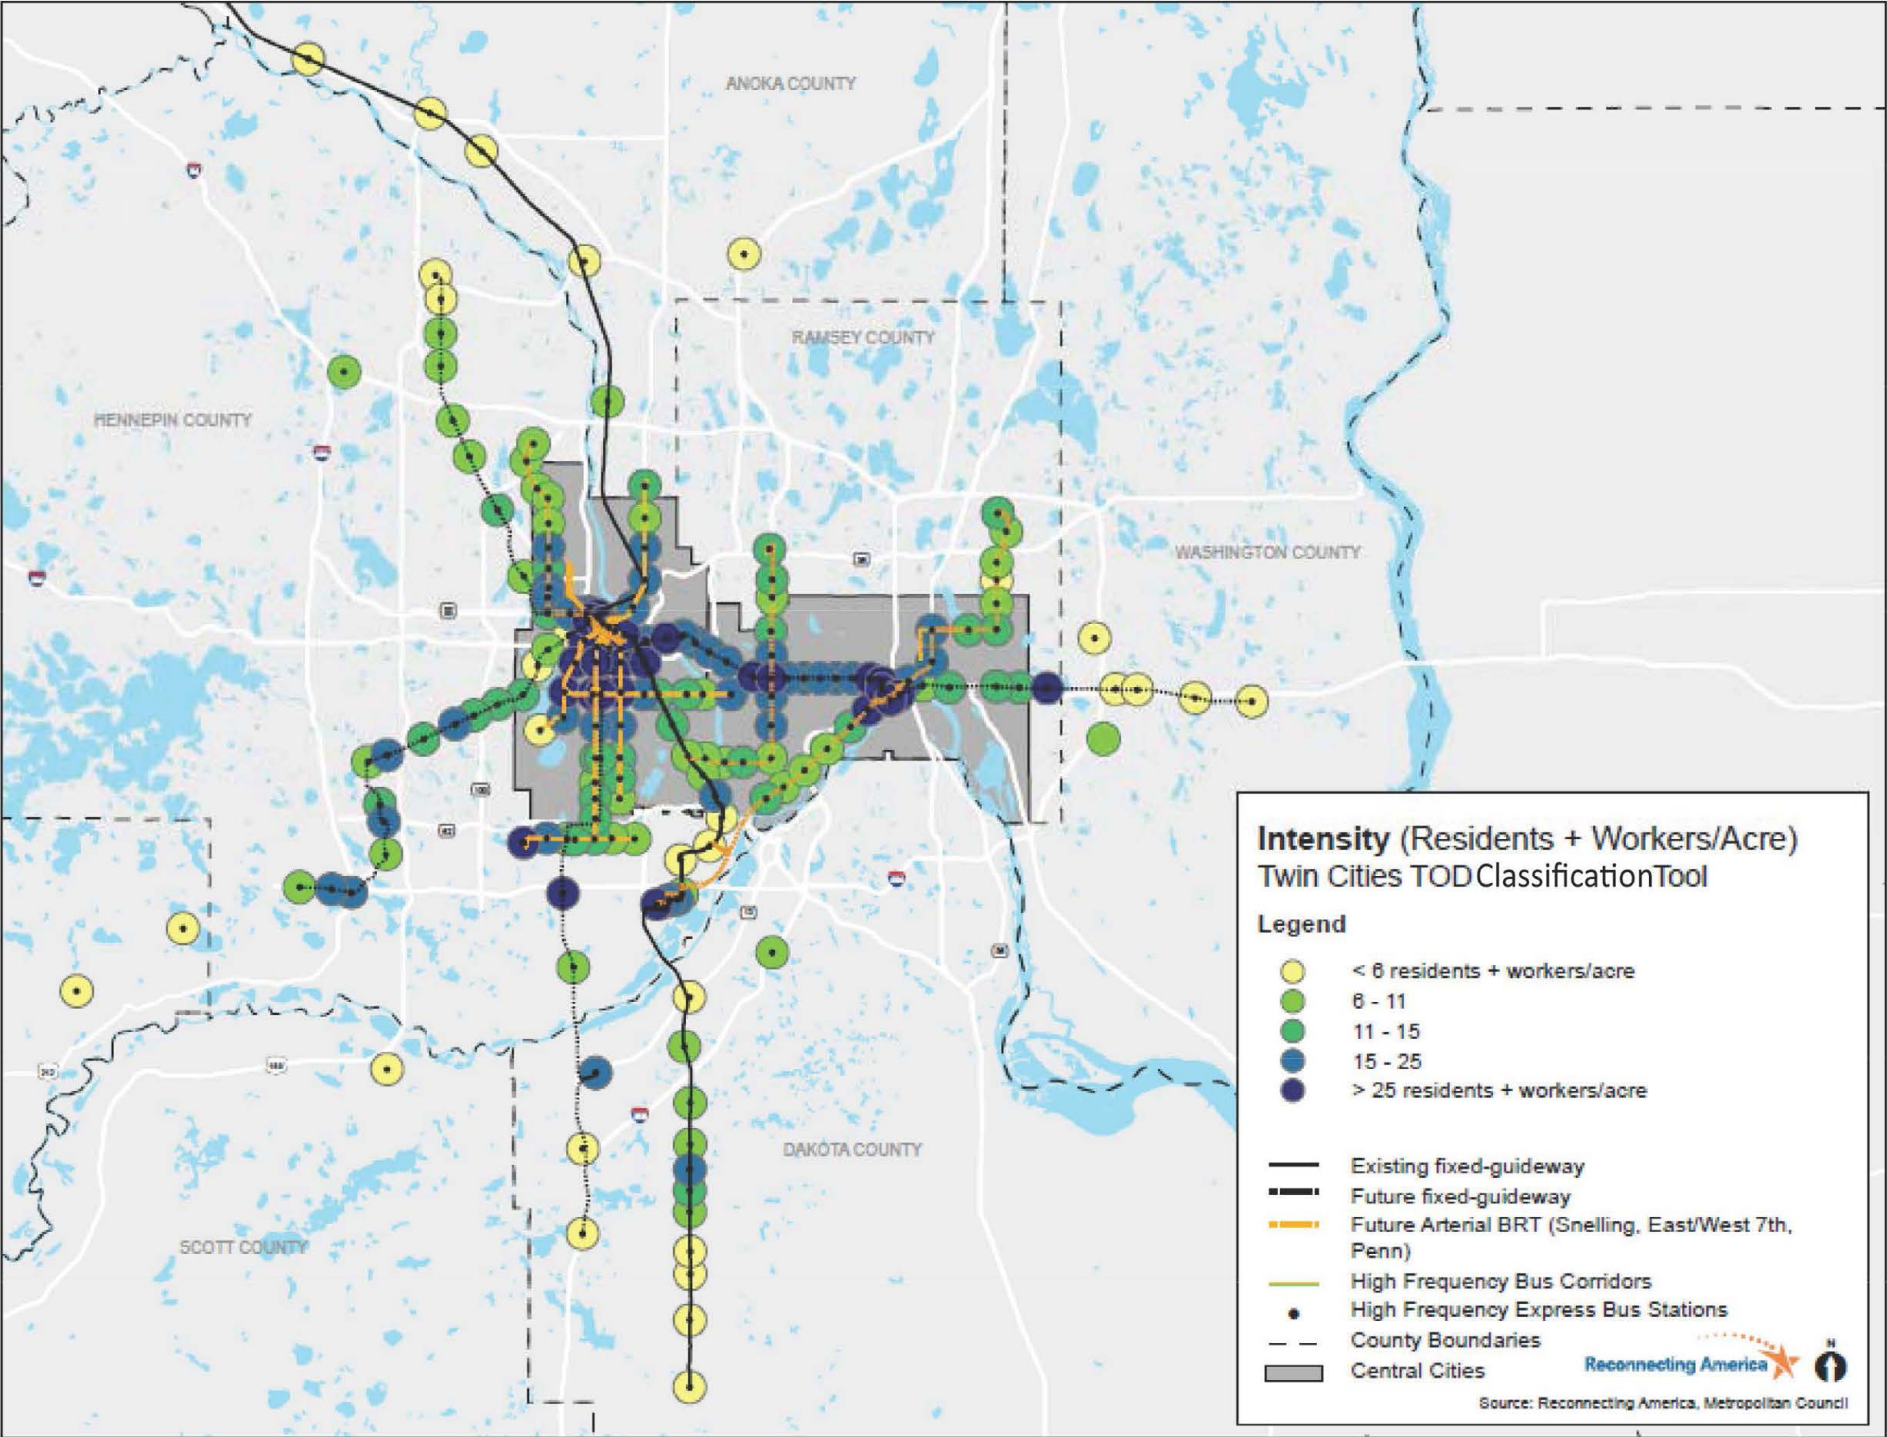 ANOKA COUNTY
RAMSEY COUNTY
HENNEPIN COUNTY
WASHINGTON COUNTY
36
100
62
DAKOTA COUNTY
SCOTT COUNTY
Intensity (Residents + Workers/Acre)
Twin Cities TOD Classification Tool
Legend
< 6 residents + workers/acre
6 - 11
11 - 15
15 - 25
> 25 residents + workers/acre
Existing fixed-guideway
Future fixed-guideway
Future Arterial BRT (Snelling, East/West 7th,
Penn)
High Frequency Bus Corridors
High Frequency Express Bus Stations
County Boundaries
Central Cities
Reconnecting America
N
Source: Reconnecting America, Metropolitan Council